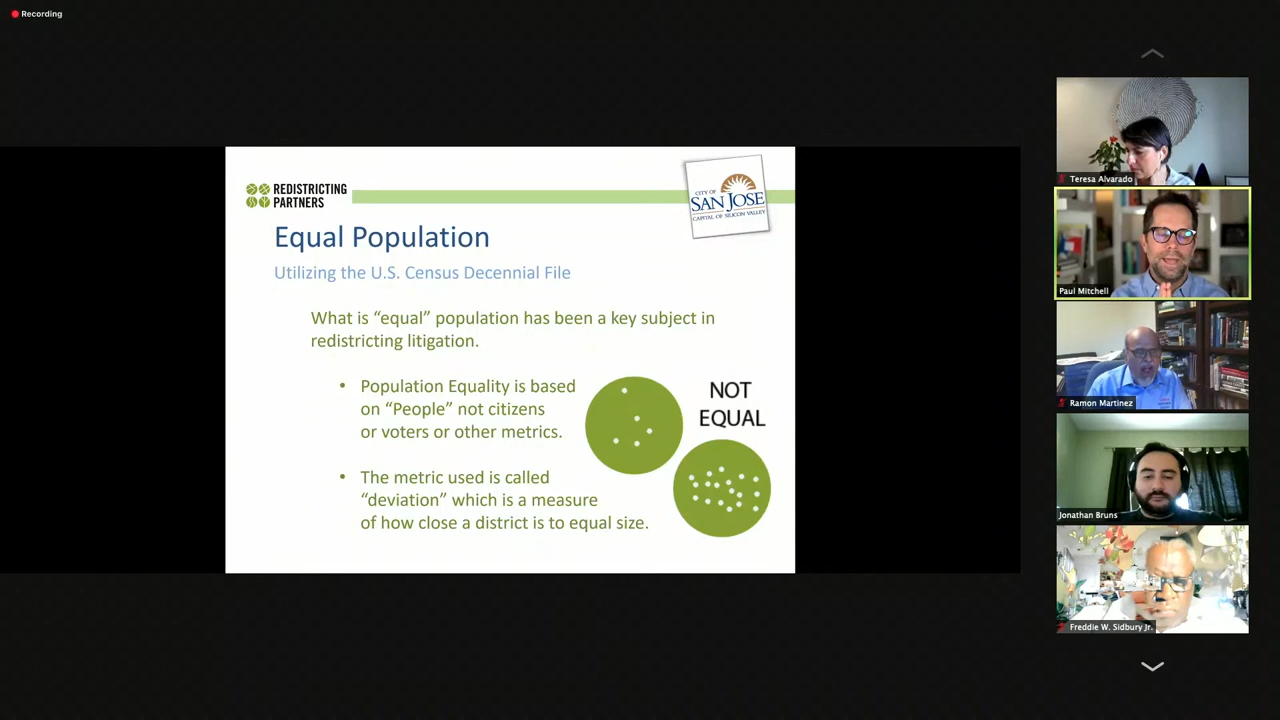 Recording
REDISTRICTING
PARTNERS
CITY OF
SAN JOSE
CAPITAL OF SILICON VALLEY
Equal Population
Utilizing the U.S. Census Decennial File
What is “equal” population has been a key subject in
redistricting litigation.
• Population Equality is based
on “People” not citizens
or voters or other metrics.
NOT
EQUAL
• The metric used is called
“deviation” which is a measure
of how close a district is to equal size.
Teresa Alvarado
Paul Mitchell
Ramon Martinez
Jonathan Bruns
Freddie W. Sidbury Jr.